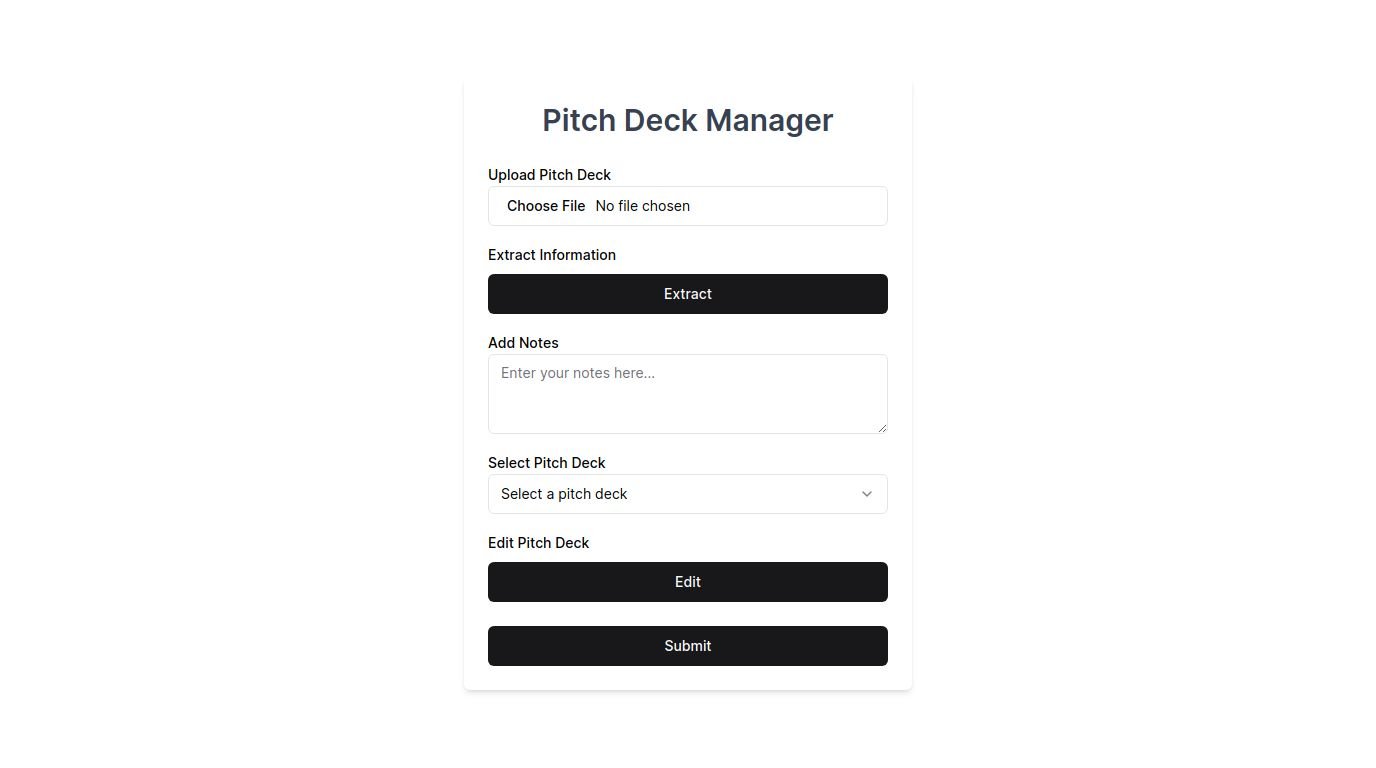 Pitch Deck Manager
Upload Pitch Deck
Choose File No file chosen
Extract Information
Extract
Add Notes
Enter your notes here...
Select Pitch Deck
Select a pitch deck
Edit Pitch Deck
Edit
Submit